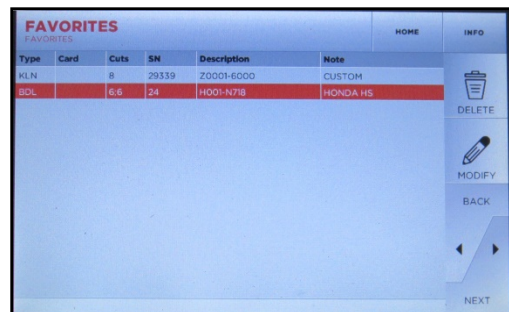 FAVORITES
FAVORITES
HOME
INFO
Type Card Cuts SN Description Note
KLN 8 29339 Z0001-6000 CUSTOM
BDL 6;6 24 H001-N718 HONDA HS
DELETE
MODIFY
BACK
NEXT